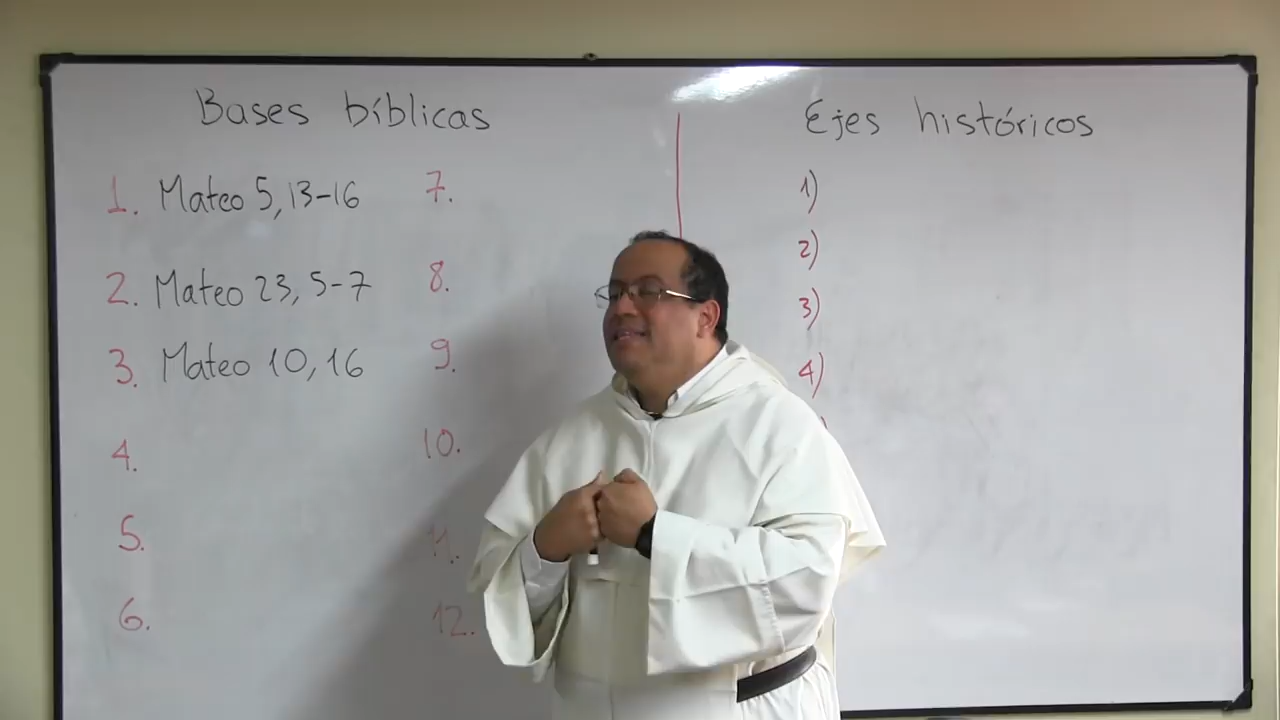 Bases bíblicas
1. Mateo 5, 13-16
2. Mateo 23, 5-7
3. Mateo 10, 16
4.
5.
6.
7.
8.
9.
10.
11.
12.
Ejes históricos
1)
2)
3)
4)